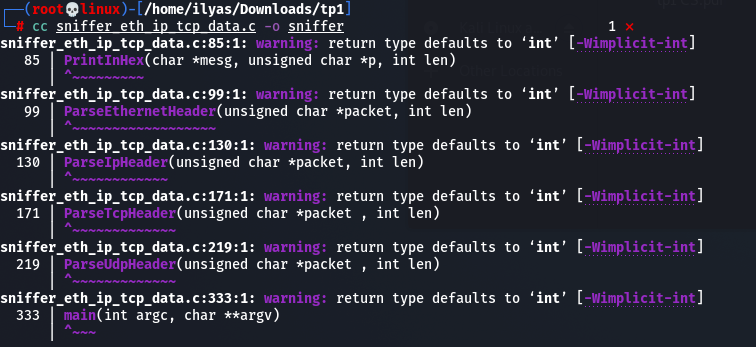 ┌──(root💀linux)-[/home/ilyas/Downloads/tp1]
└─# cc sniffer_eth_ip_tcp_data.c -o sniffer 1 ⨯
sniffer_eth_ip_tcp_data.c:85:1: warning: return type defaults to ‘int’ [-Wimplicit-int]
85 | PrintInHex(char *mesg, unsigned char *p, int len)
| ^~~~~~~~~~
sniffer_eth_ip_tcp_data.c:99:1: warning: return type defaults to ‘int’ [-Wimplicit-int]
99 | ParseEthernetHeader(unsigned char *packet, int len)
| ^~~~~~~~~~~~~~~~~~~
sniffer_eth_ip_tcp_data.c:130:1: warning: return type defaults to ‘int’ [-Wimplicit-int]
130 | ParseIpHeader(unsigned char *packet, int len)
| ^~~~~~~~~~~~~
sniffer_eth_ip_tcp_data.c:171:1: warning: return type defaults to ‘int’ [-Wimplicit-int]
171 | ParseTcpHeader(unsigned char *packet , int len)
| ^~~~~~~~~~~~~~
sniffer_eth_ip_tcp_data.c:219:1: warning: return type defaults to ‘int’ [-Wimplicit-int]
219 | ParseUdpHeader(unsigned char *packet , int len)
| ^~~~~~~~~~~~~~
sniffer_eth_ip_tcp_data.c:333:1: warning: return type defaults to ‘int’ [-Wimplicit-int]
333 | main(int argc, char **argv)
| ^~~~